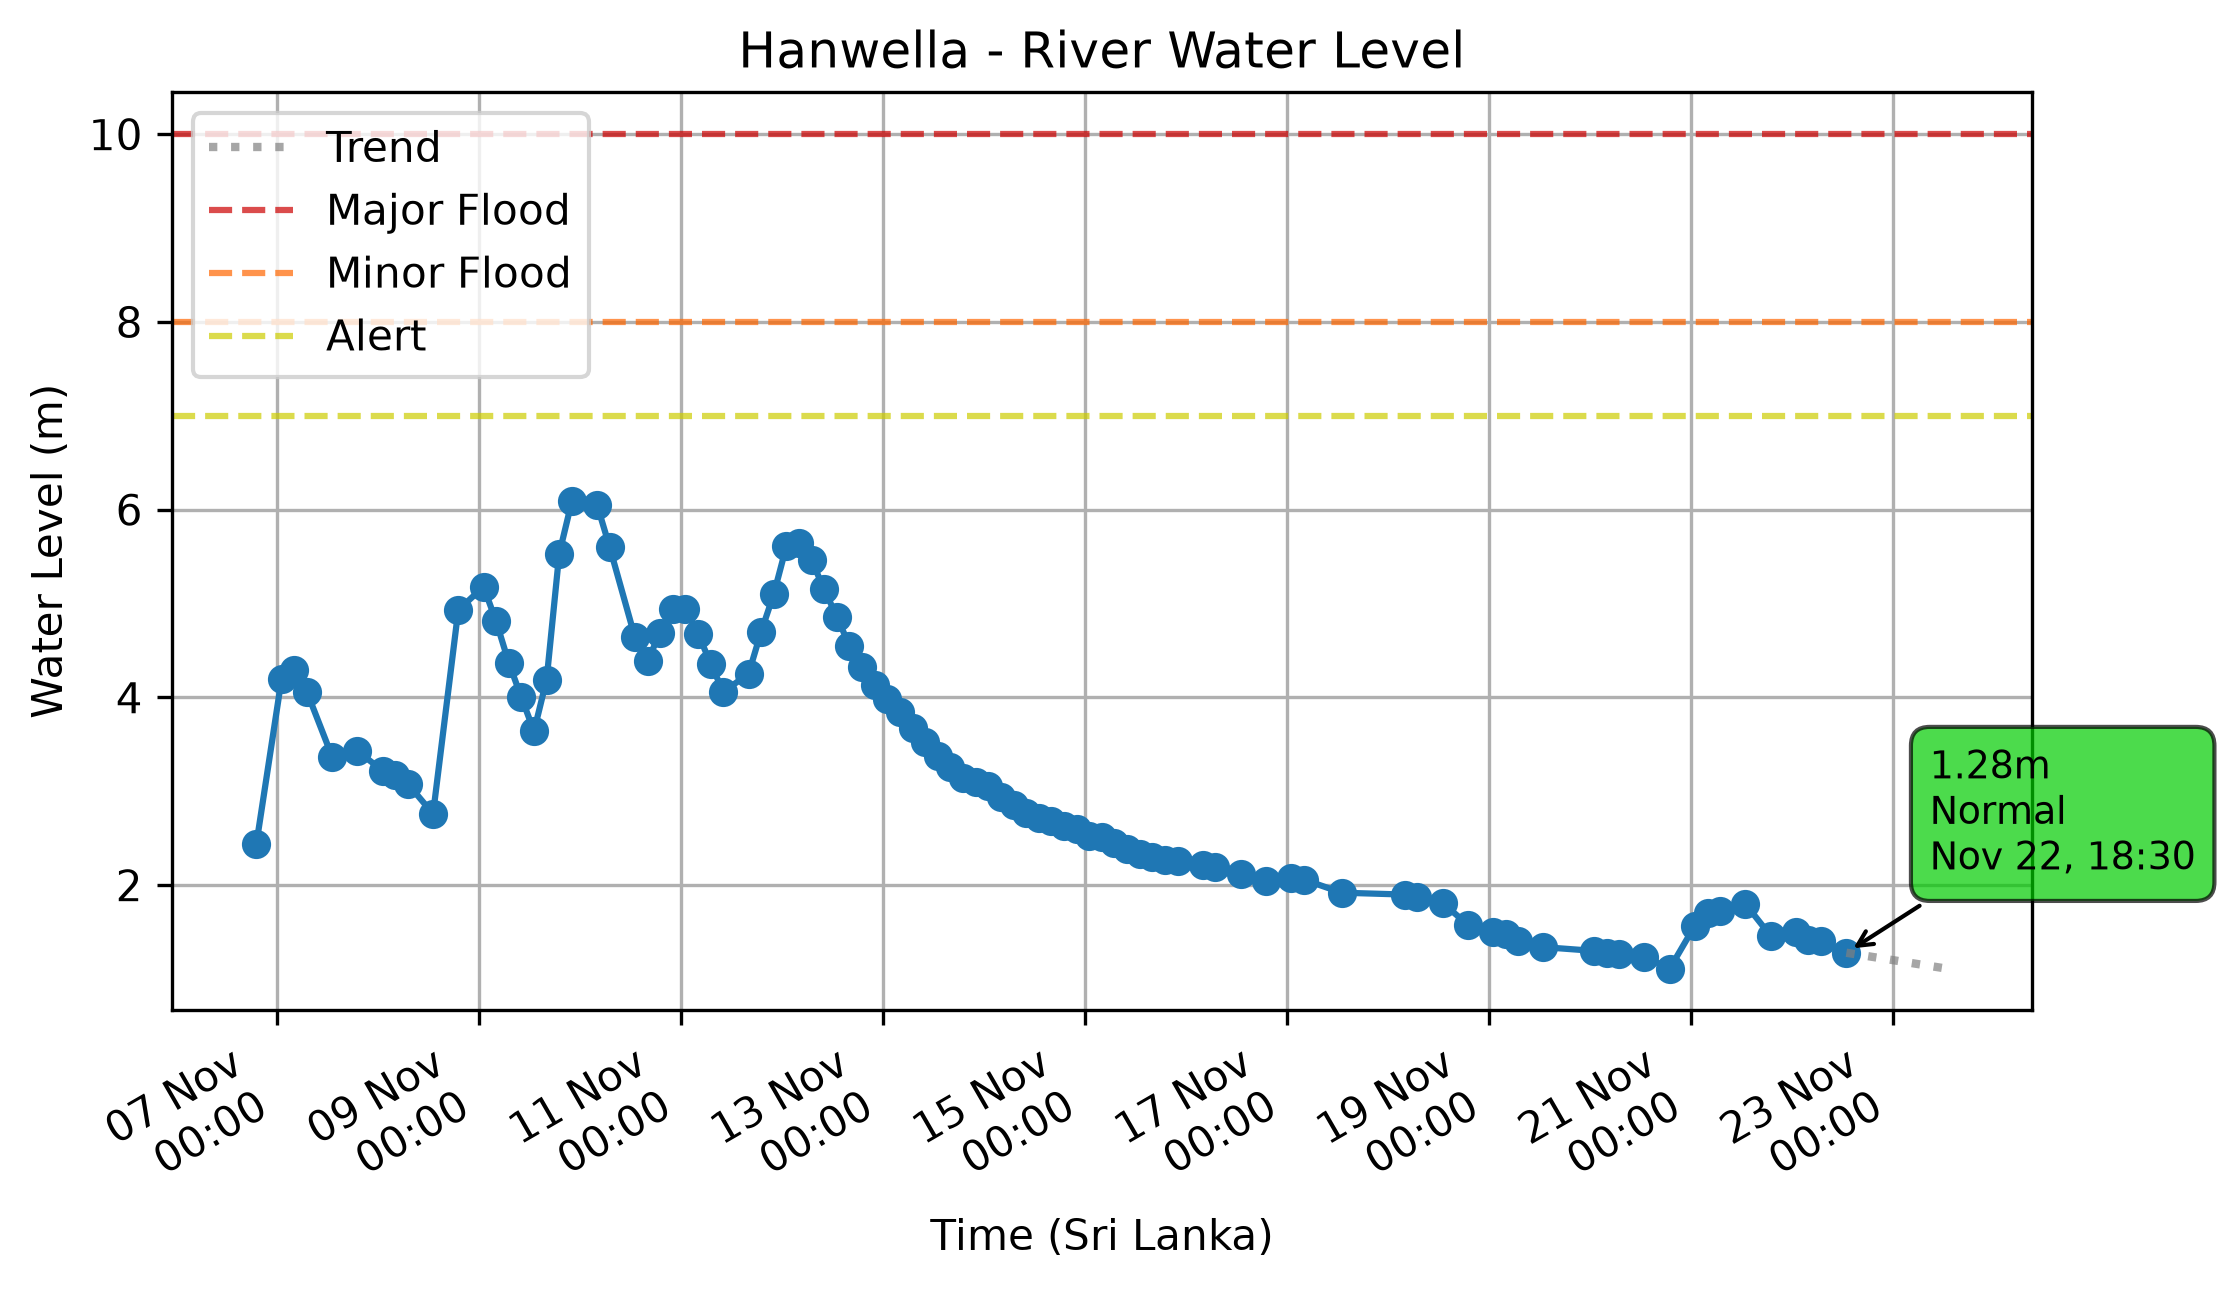 Hanwella - River Water Level
10
8
6
4
2
Water Level (m)
Trend
Major Flood
Minor Flood
Alert
1.28m
Normal
Nov 22, 18:30
07 Nov
00:00
09 Nov
00:00
11 Nov
00:00
13 Nov
00:00
15 Nov
00:00
17 Nov
00:00
19 Nov
00:00
21 Nov
00:00
23 Nov
00:00
Time (Sri Lanka)